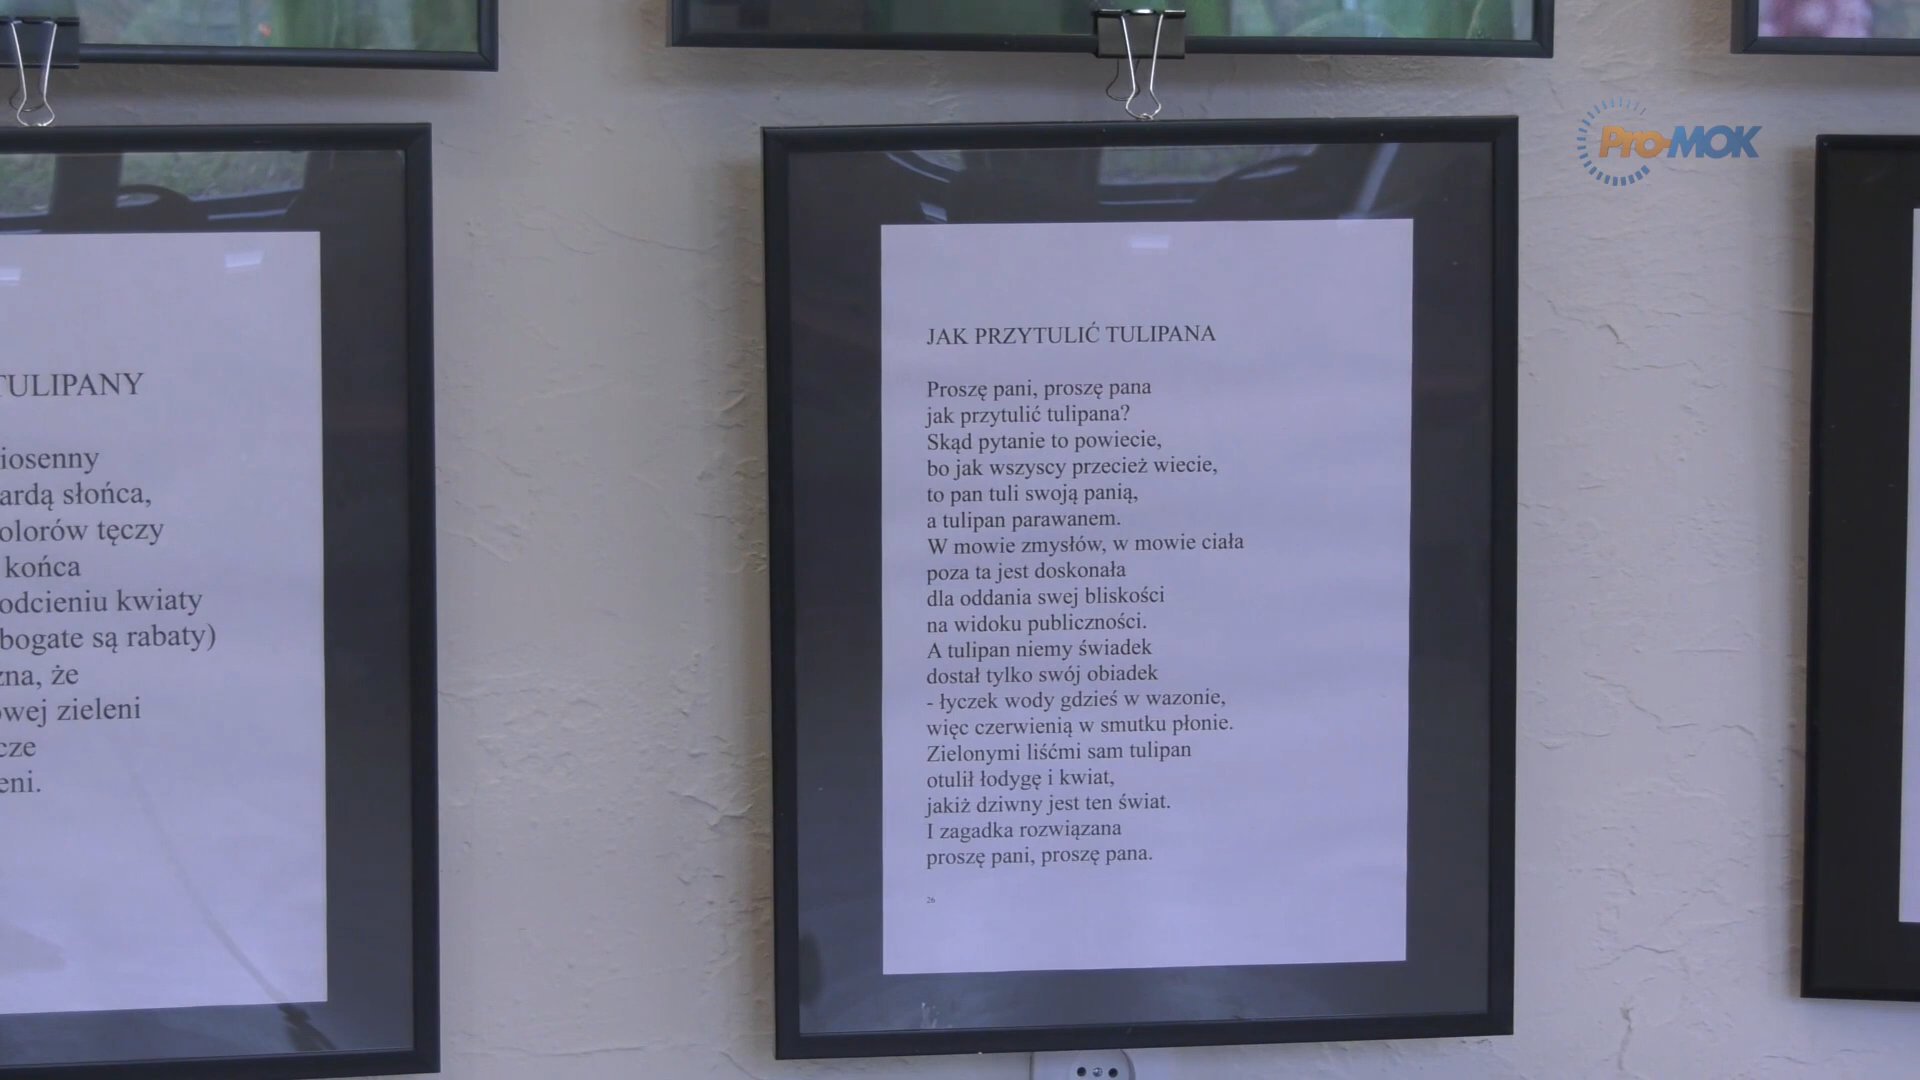 Pro-MOK
TULIPANY
iosenny
ardą słońca,
olorów tęczy
końca
odcieniu kwiaty
bogate są rabaty)
zna, że
owej zieleni
cze
eni.
JAK PRZYTULIĆ TULIPANA
Proszę pani, proszę pana
jak przytulić tulipana?
Skąd pytanie to powiecie,
bo jak wszyscy przecież wiecie,
to pan tuli swoją panią,
a tulipan parawanem.
W mowie zmysłów, w mowie ciała
poza ta jest doskonała
dla oddania swej bliskości
na widoku publiczności.
A tulipan niemy świadek
dostał tylko swój obiadek
- łyczek wody gdzieś w wazonie,
więc czerwienią w smutku płonie.
Zielonymi liśćmi sam tulipan
otulił łodygę i kwiat,
jakiż dziwny jest ten świat.
I zagadka rozwiązana
proszę pani, proszę pana.
26